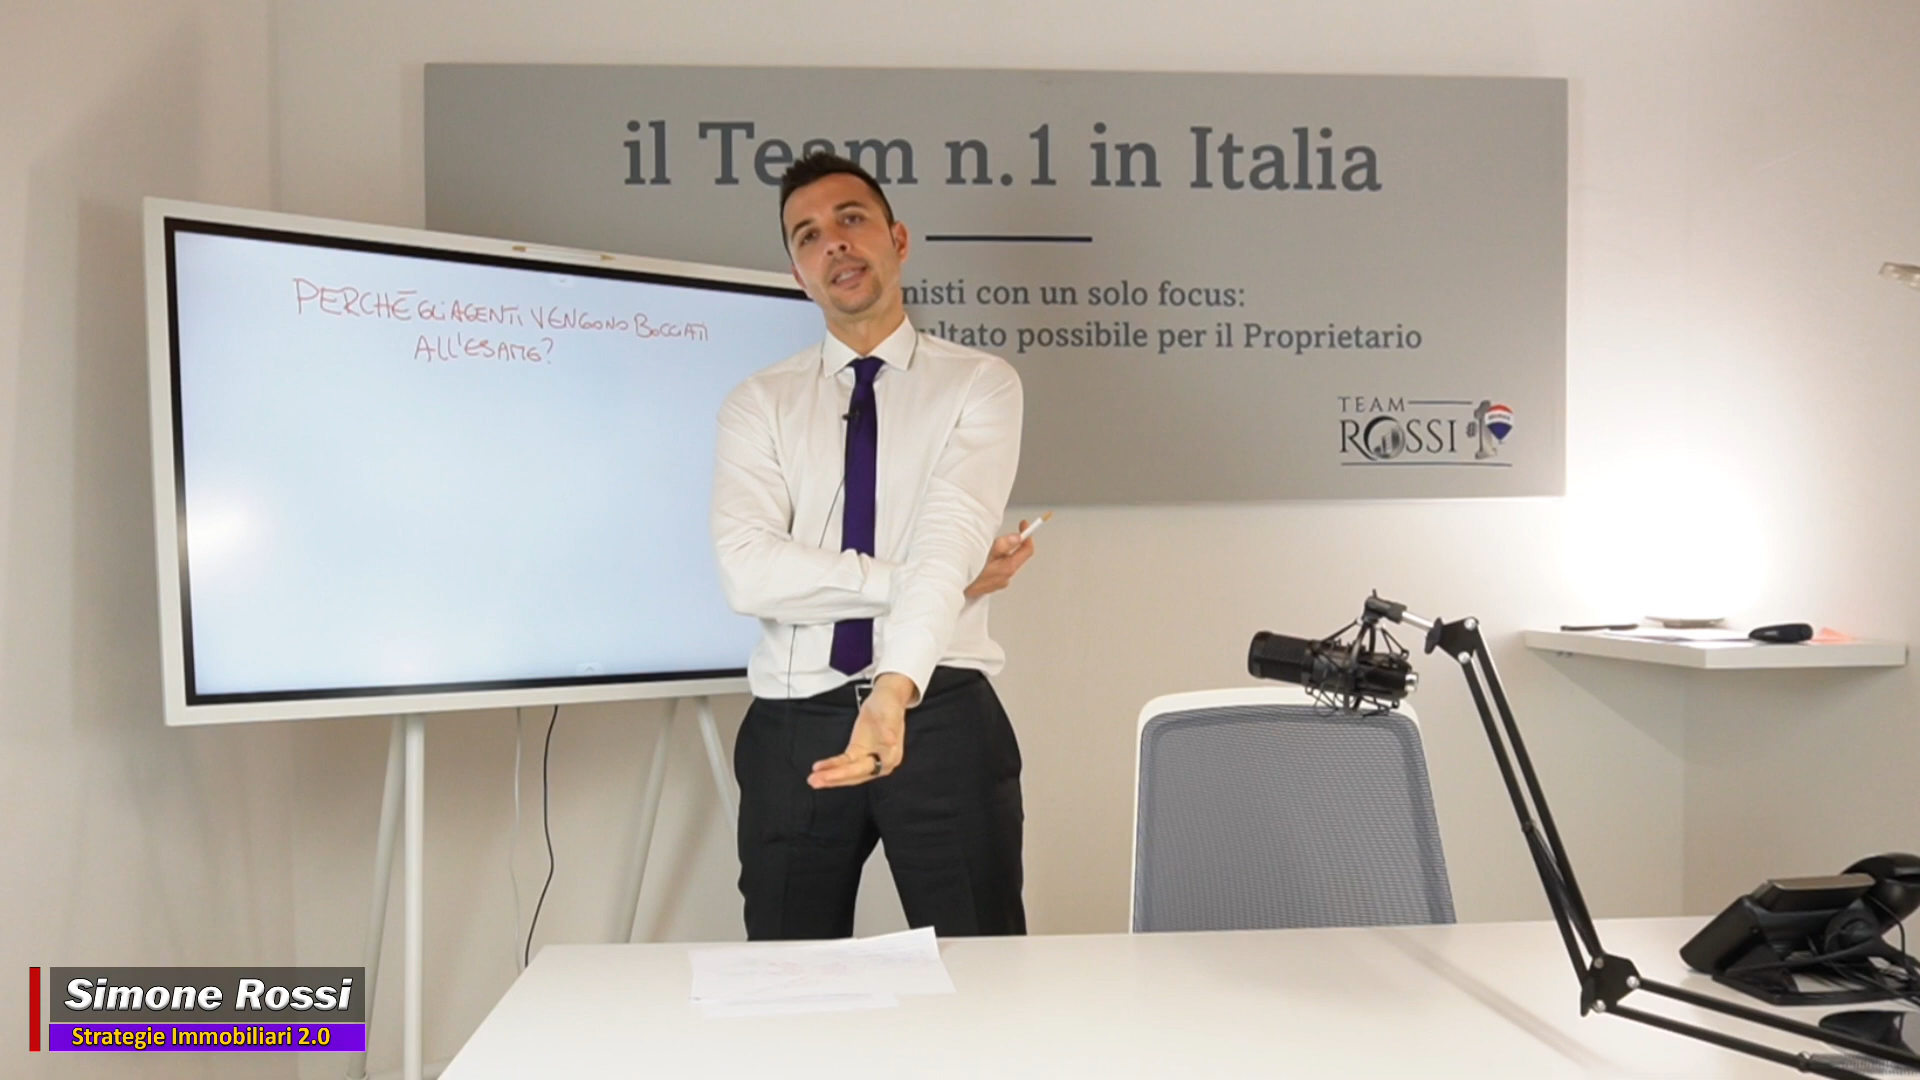 il Team n.1 in Italia
nisti con un solo focus:
ultato possibile per il Proprietario
TEAM
ROSSI #1
PERCHÉ GLI AGENTI VENGONO BOCCIATI
ALL'ESAME?
Simone Rossi
Strategie Immobiliari 2.0